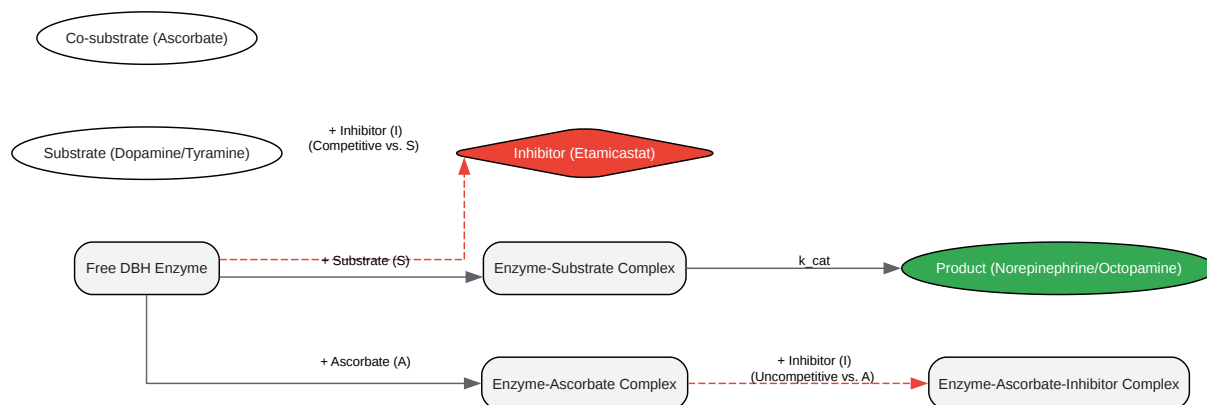 Co-substrate (Ascorbate)
+ Inhibitor (I)
(Competitive vs. S)
Substrate (Dopamine/Tyramine)
Inhibitor (Etamicastat)
Free DBH Enzyme
+ Substrate (S)
Enzyme-Substrate Complex
k_cat
Product (Norepinephrine/Octopamine)
+ Ascorbate (A)
Enzyme-Ascorbate Complex
+ Inhibitor (I)
(Uncompetitive vs. A)
Enzyme-Ascorbate-Inhibitor Complex